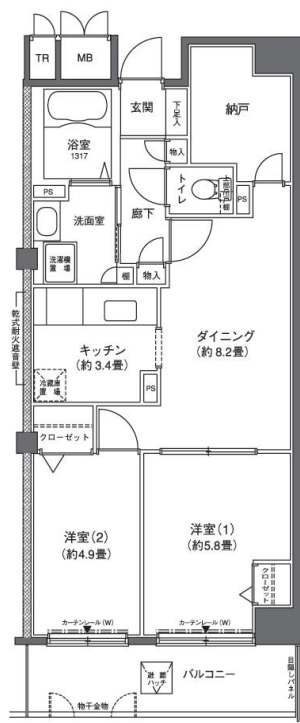 TR
MB
玄関
下足入
納戸
浴室
1317
物入
トイレ
上部吊戸棚
PS
PS
洗面室
廊下
洗濯機
置場
棚
物入
乾式耐火遮音壁
キッチン
(約3.4畳)
ダイニング
(約8.2畳)
冷蔵庫
置場
PS
クローゼット
洋室(2)
(約4.9畳)
洋室(1)
(約5.8畳)
クローゼット
カーテンレール(W)
カーテンレール(W)
避難
ハッチ
バルコニー
目隠しパネル
物干金物